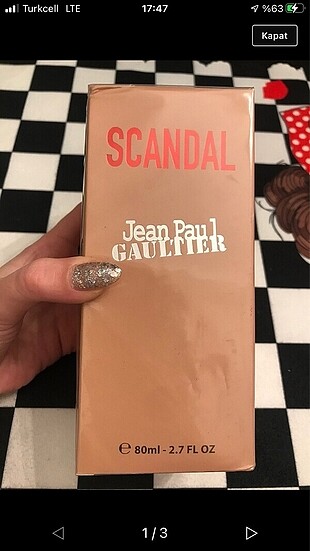 Turkcell LTE
17:47
%63
Kapat
SCANDAL
Jean Paul
GAULTIER
℮ 80ml - 2.7 FL OZ
1 / 3